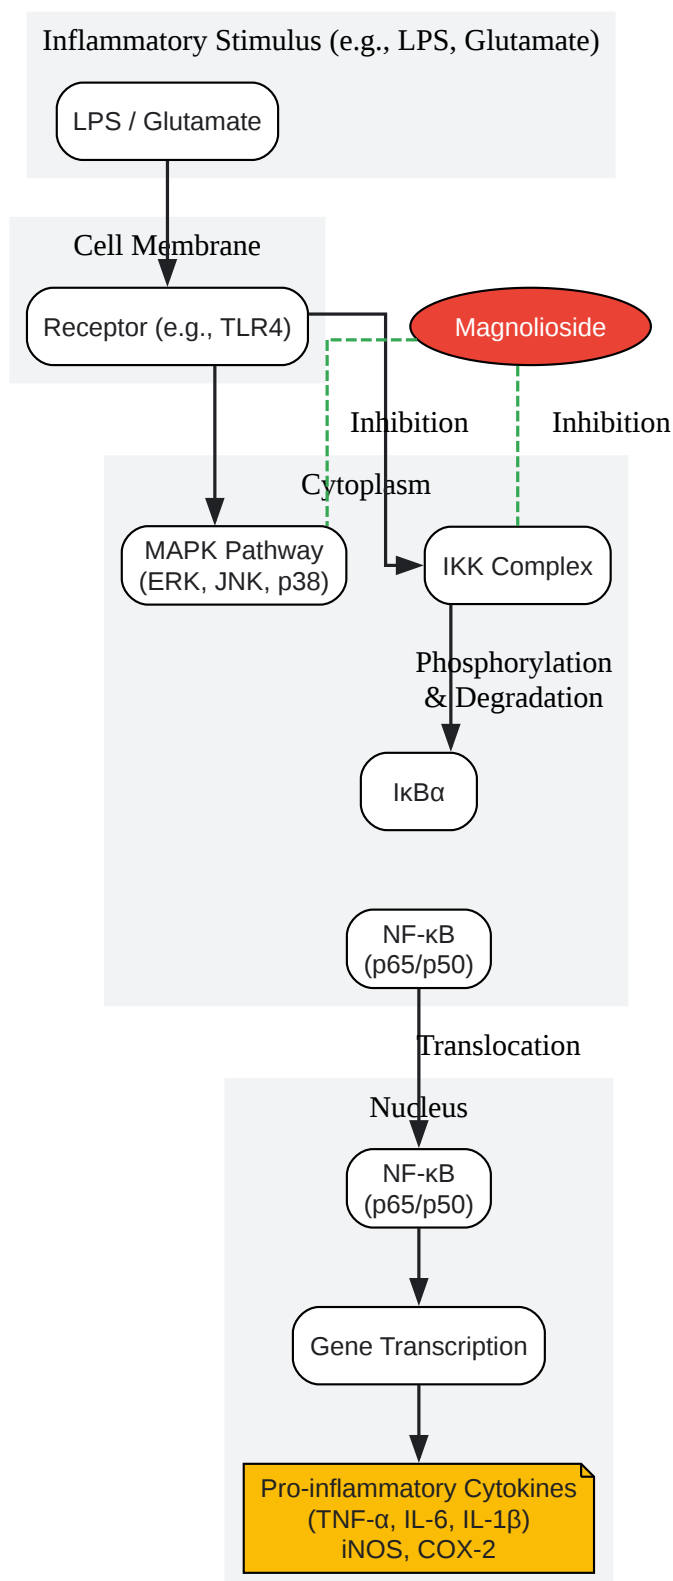 Inflammatory Stimulus (e.g., LPS, Glutamate)
LPS / Glutamate
Cell Membrane
Receptor (e.g., TLR4)
Magnolioside
Inhibition
Inhibition
Cytoplasm
MAPK Pathway
(ERK, JNK, p38)
IKK Complex
Phosphorylation
& Degradation
IκBα
NF-κB
(p65/p50)
Translocation
Nucleus
NF-κB
(p65/p50)
Gene Transcription
Pro-inflammatory Cytokines
(TNF-α, IL-6, IL-1β)
iNOS, COX-2